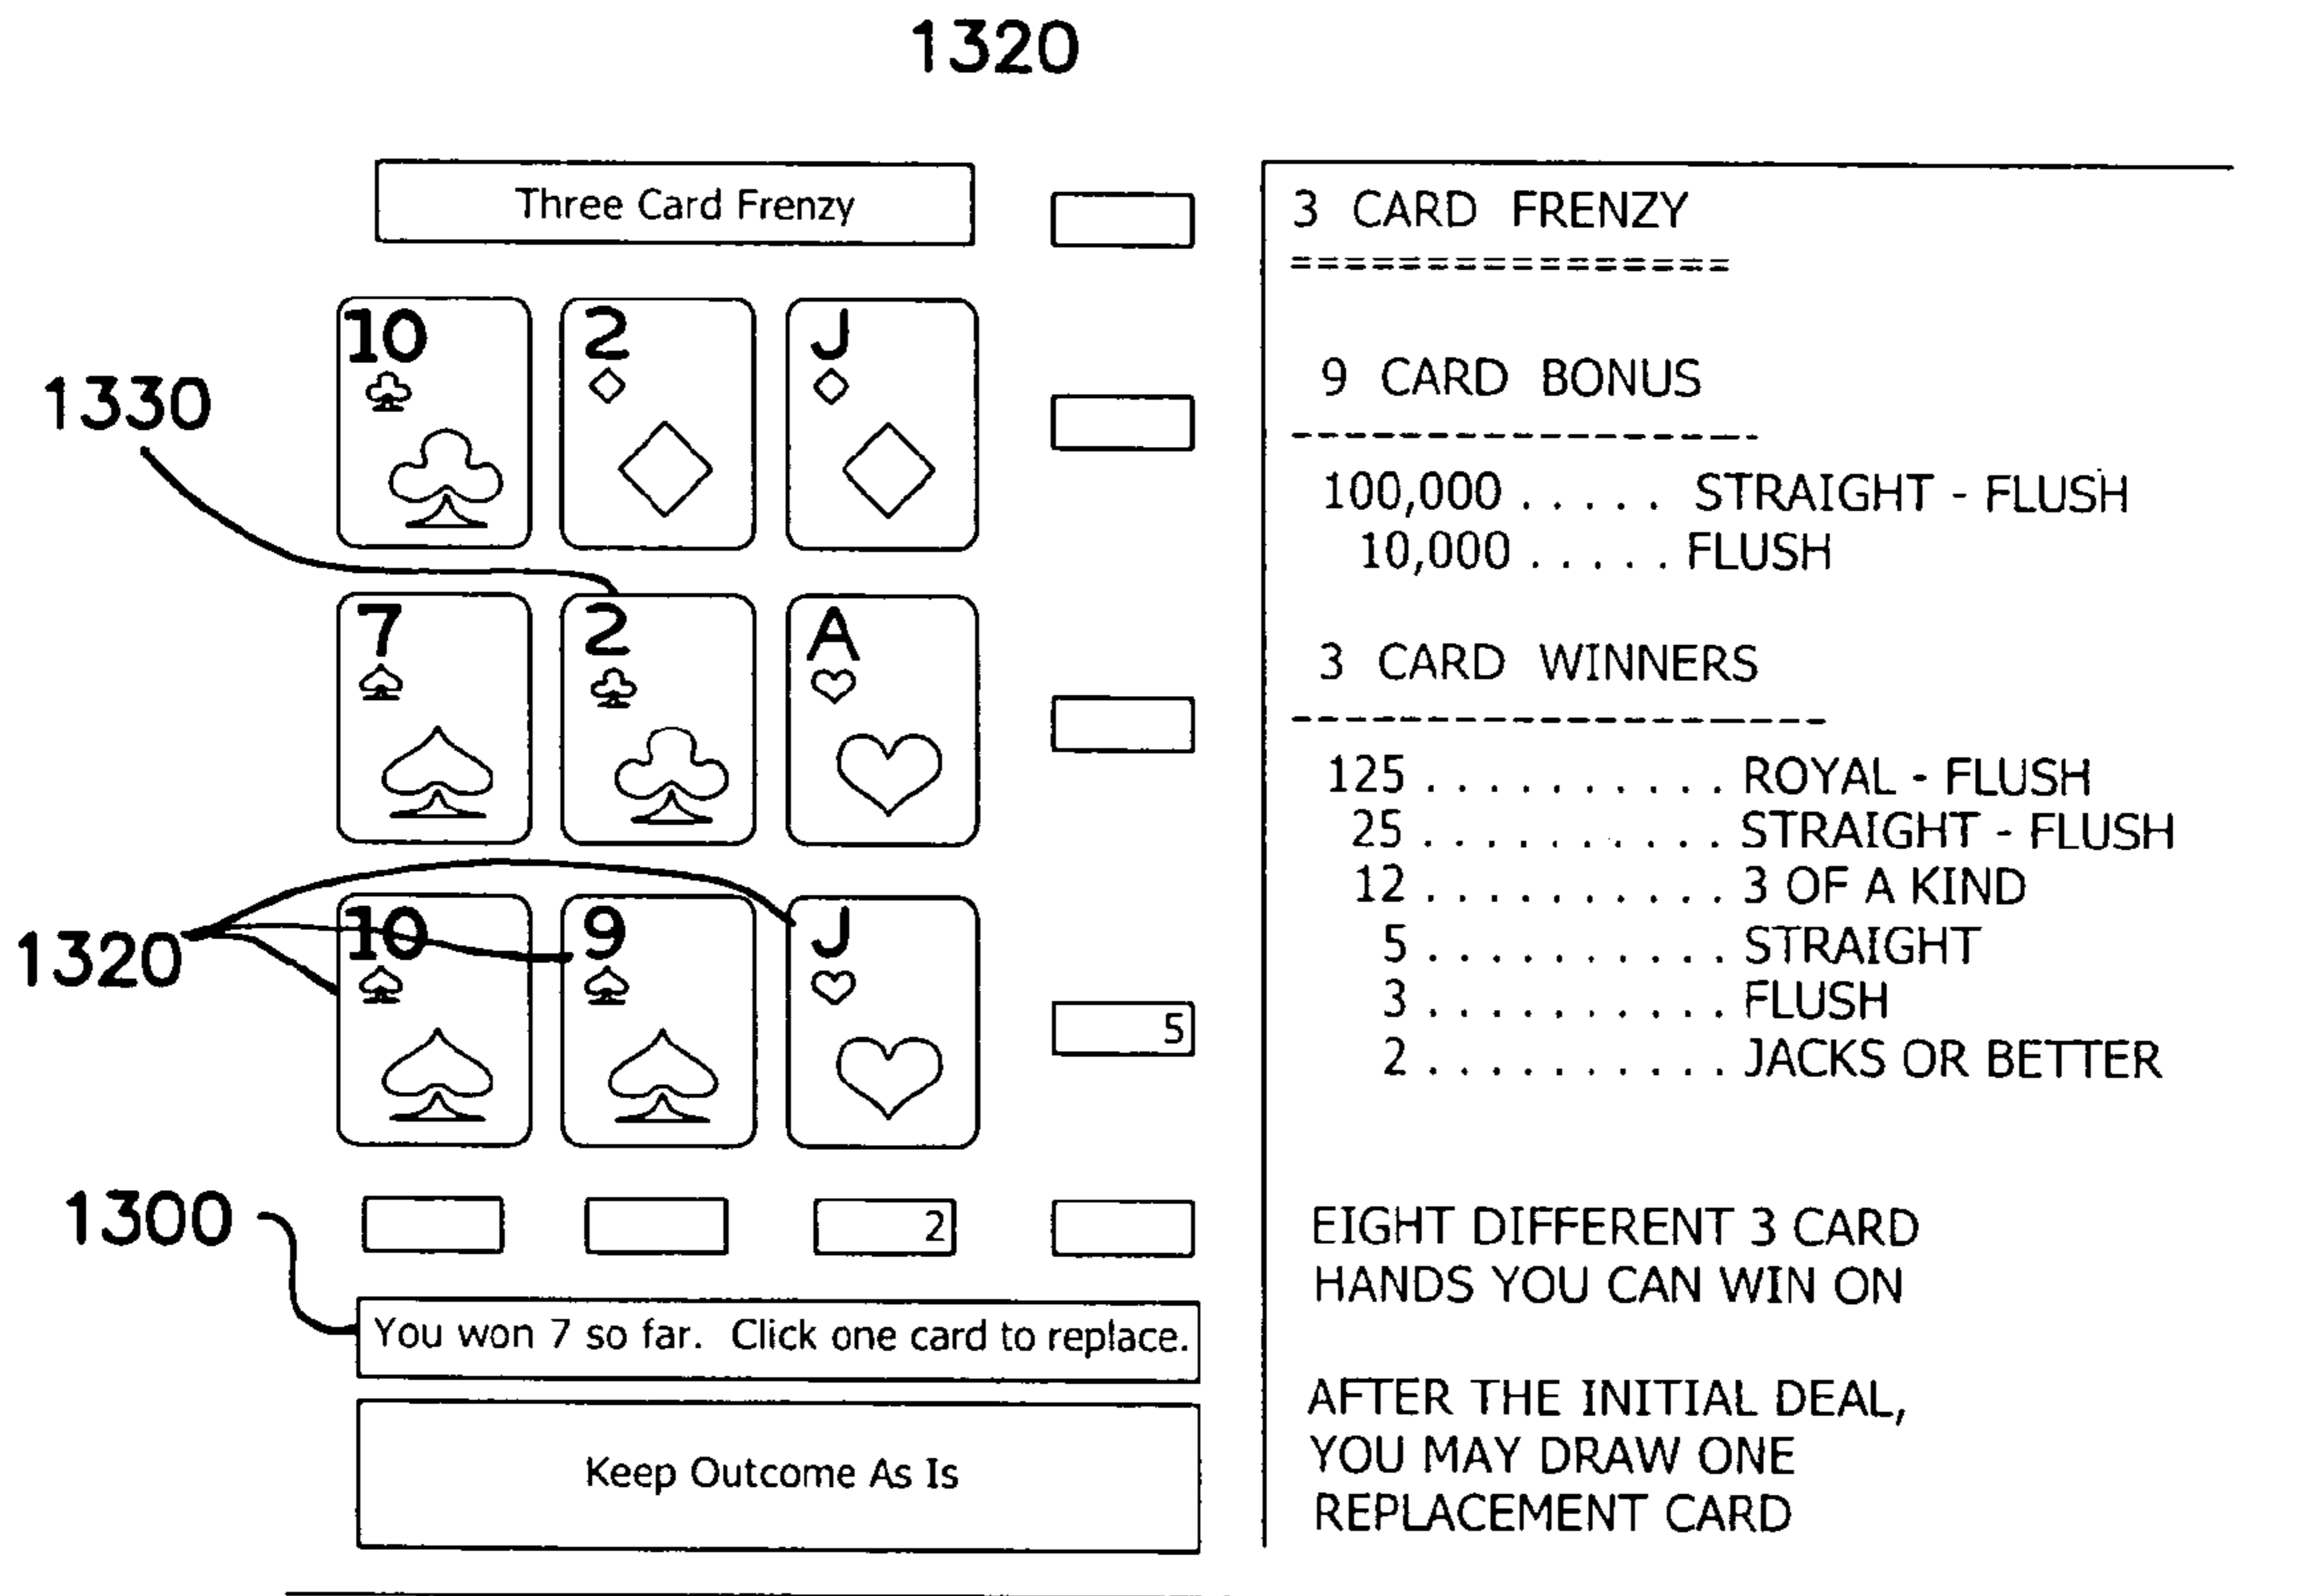 1320
Three Card Frenzy
10 2 J
1330
7 2 A
1320
10 9 J
5
2
1300
You won 7 so far. Click one card to replace.
Keep Outcome As Is
3 CARD FRENZY
=================
9 CARD BONUS
-----------------
100,000 ..... STRAIGHT - FLUSH
10,000 ..... FLUSH
3 CARD WINNERS
--------------------
125 ........... ROYAL - FLUSH
25 ........... STRAIGHT - FLUSH
12 ........... 3 OF A KIND
5 ........... STRAIGHT
3 ........... FLUSH
2 ........... JACKS OR BETTER
EIGHT DIFFERENT 3 CARD
HANDS YOU CAN WIN ON
AFTER THE INITIAL DEAL,
YOU MAY DRAW ONE
REPLACEMENT CARD